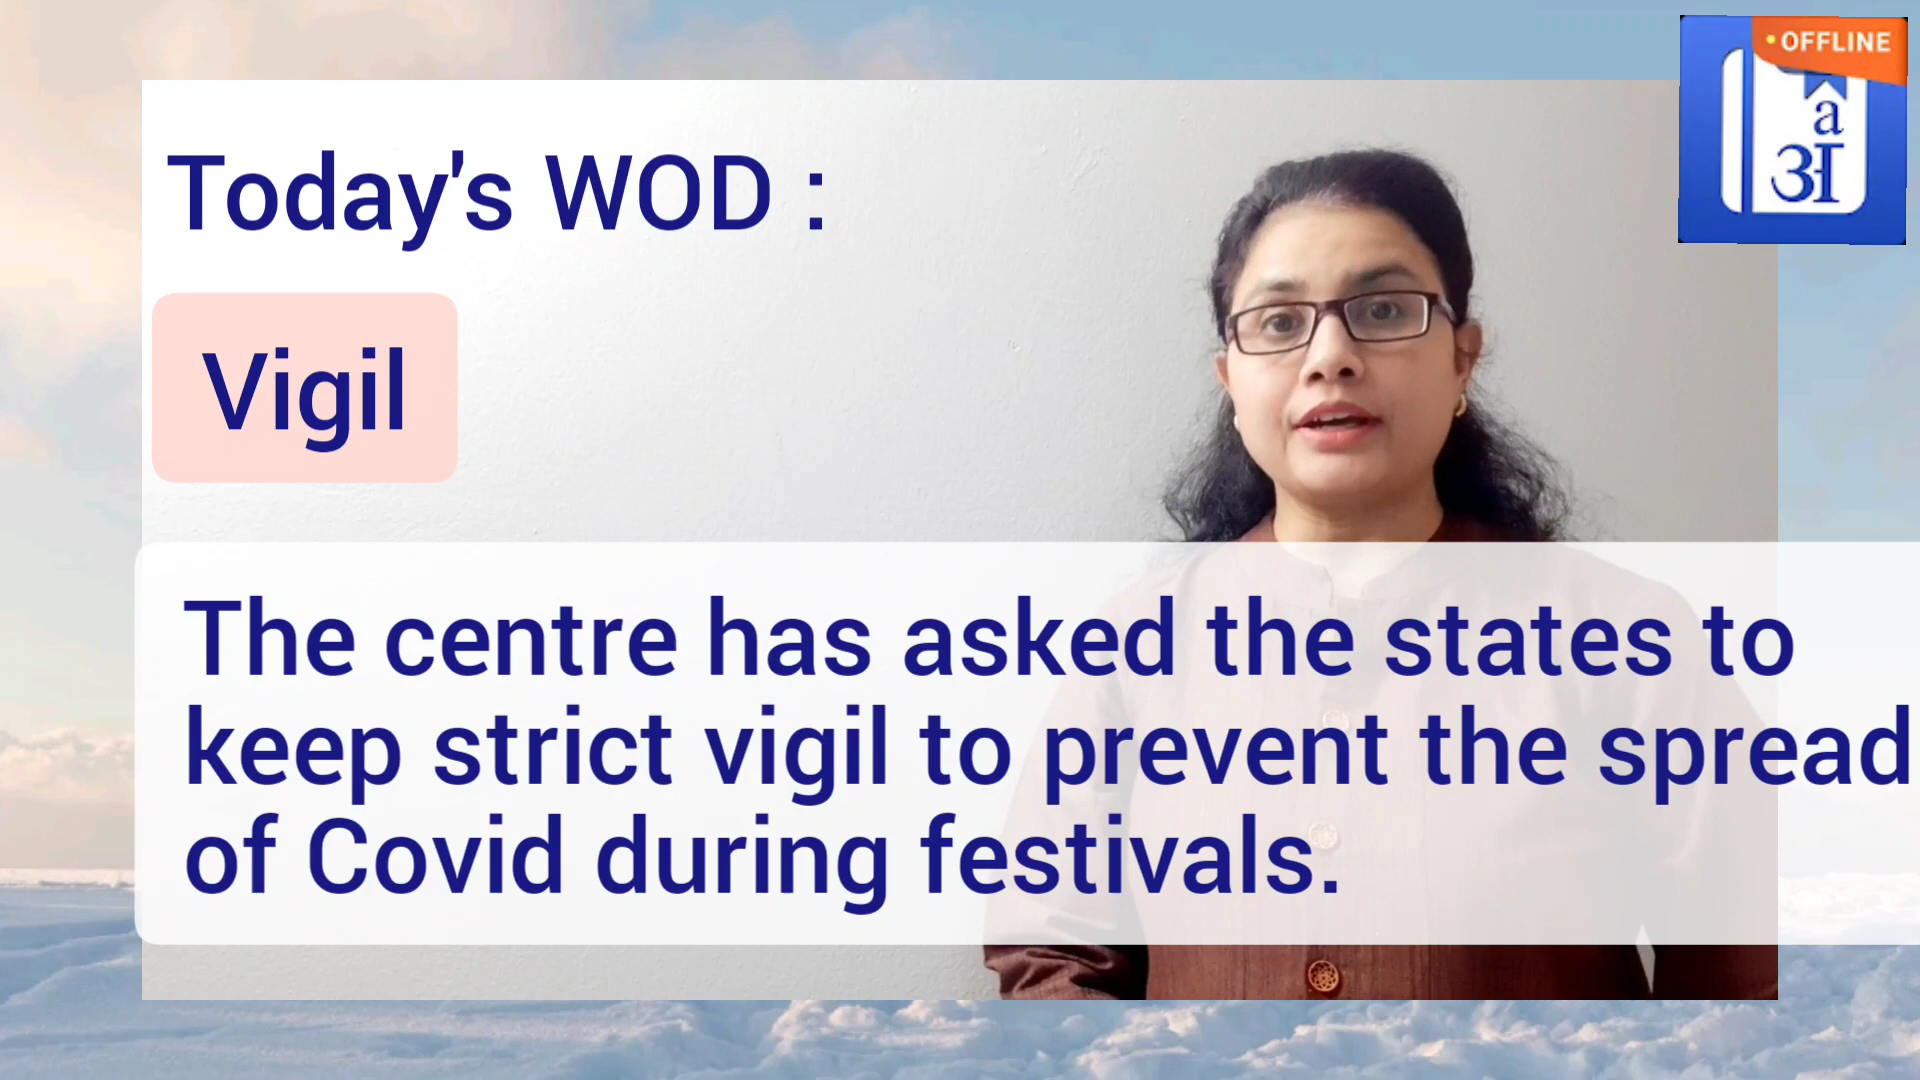 • OFFLINE
a
अ
Today's WOD :
Vigil
The centre has asked the states to
keep strict vigil to prevent the spread
of Covid during festivals.